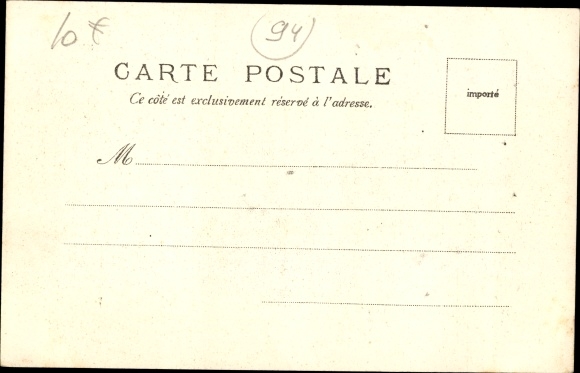 10 €
94
CARTE POSTALE
Ce côté est exclusivement réservé à l'adresse.
importé
M